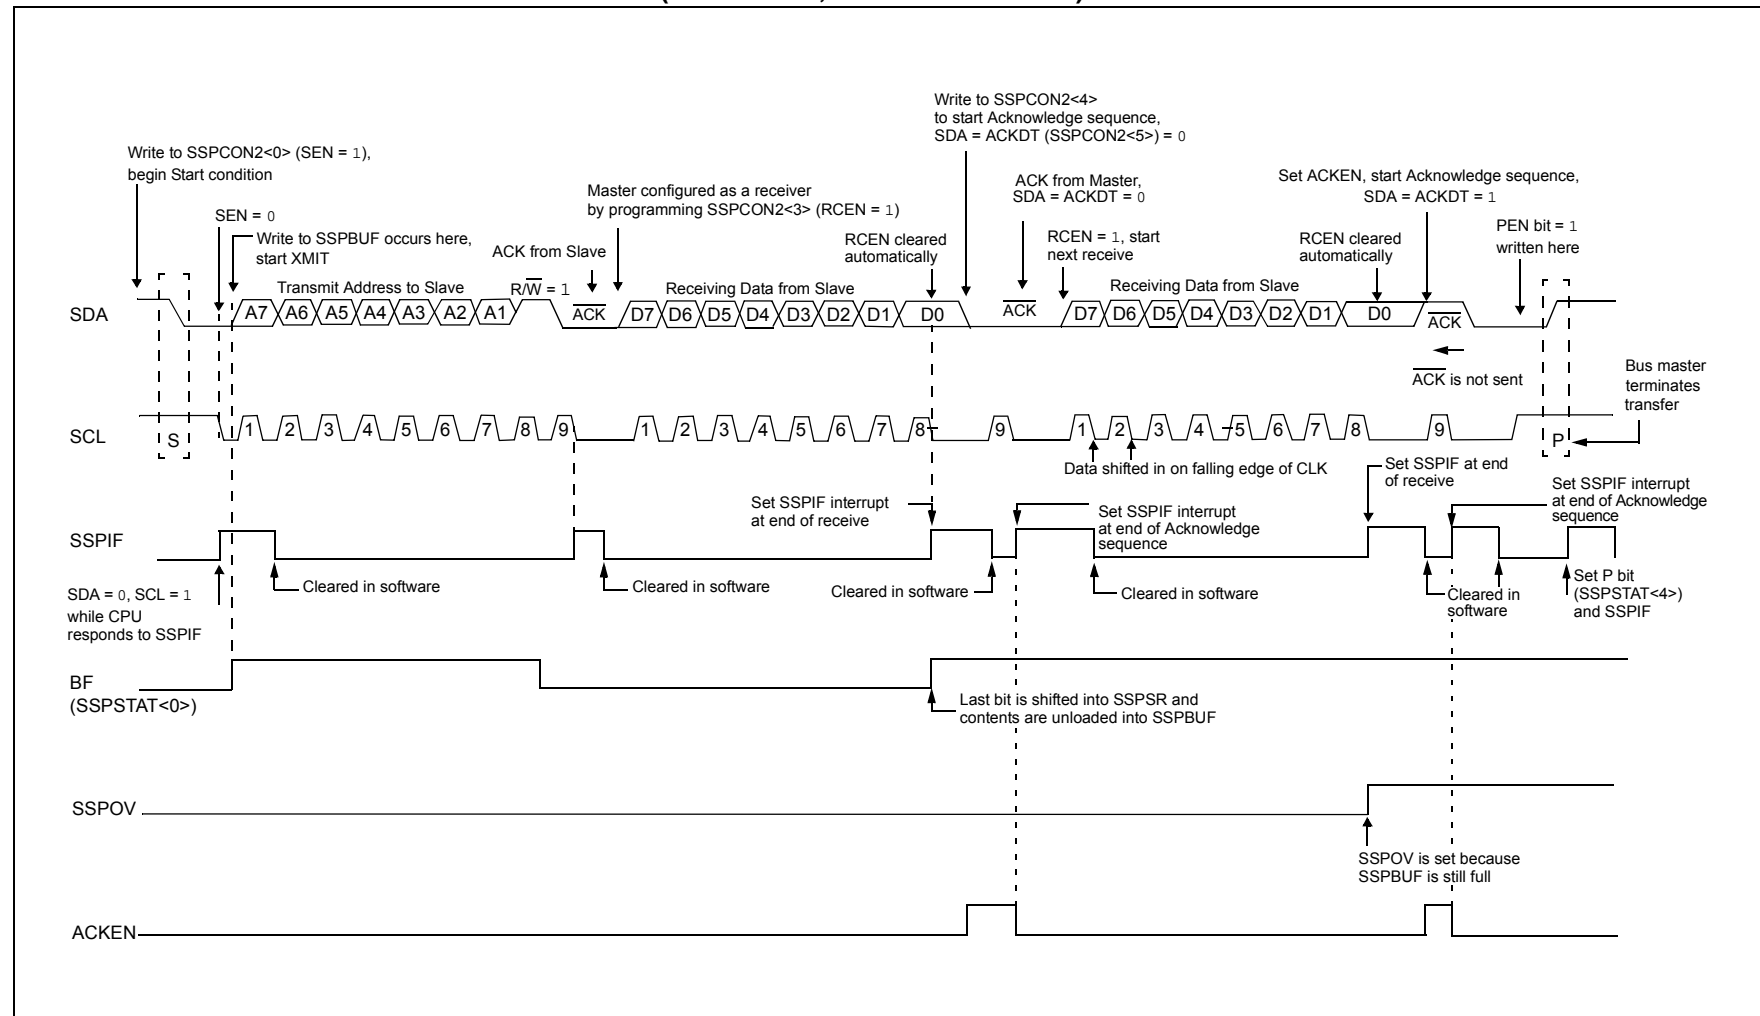 Write to SSPCON2<4>
to start Acknowledge sequence,
SDA = ACKDT (SSPCON2<5>) = 0
Write to SSPCON2<0> (SEN = 1),
begin Start condition
ACK from Master,
SDA = ACKDT = 0
Set ACKEN, start Acknowledge sequence,
SDA = ACKDT = 1
Master configured as a receiver
by programming SSPCON2<3> (RCEN = 1)
SEN = 0
Write to SSPBUF occurs here,
start XMIT
ACK from Slave
RCEN cleared
automatically
RCEN = 1, start
next receive
RCEN cleared
automatically
PEN bit = 1
written here
Transmit Address to Slave
R/W = 1
Receiving Data from Slave
Receiving Data from Slave
SDA
A7 A6 A5 A4 A3 A2 A1 ACK D7 D6 D5 D4 D3 D2 D1 D0 ACK D7 D6 D5 D4 D3 D2 D1 D0 ACK
ACK is not sent
Bus master
terminates
transfer
SCL
S 1 2 3 4 5 6 7 8 9 1 2 3 4 5 6 7 8 9 1 2 3 4 5 6 7 8 9 P
Data shifted in on falling edge of CLK
Set SSPIF at end
of receive
Set SSPIF interrupt
at end of receive
Set SSPIF interrupt
at end of Acknowledge
sequence
Set SSPIF interrupt
at end of Acknowledge
sequence
SSPIF
Cleared in software
Cleared in software
Cleared in software
Cleared in software
Cleared in
software
Set P bit
(SSPSTAT<4>)
and SSPIF
SDA = 0, SCL = 1
while CPU
responds to SSPIF
BF
(SSPSTAT<0>)
Last bit is shifted into SSPSR and
contents are unloaded into SSPBUF
SSPOV
SSPOV is set because
SSPBUF is still full
ACKEN